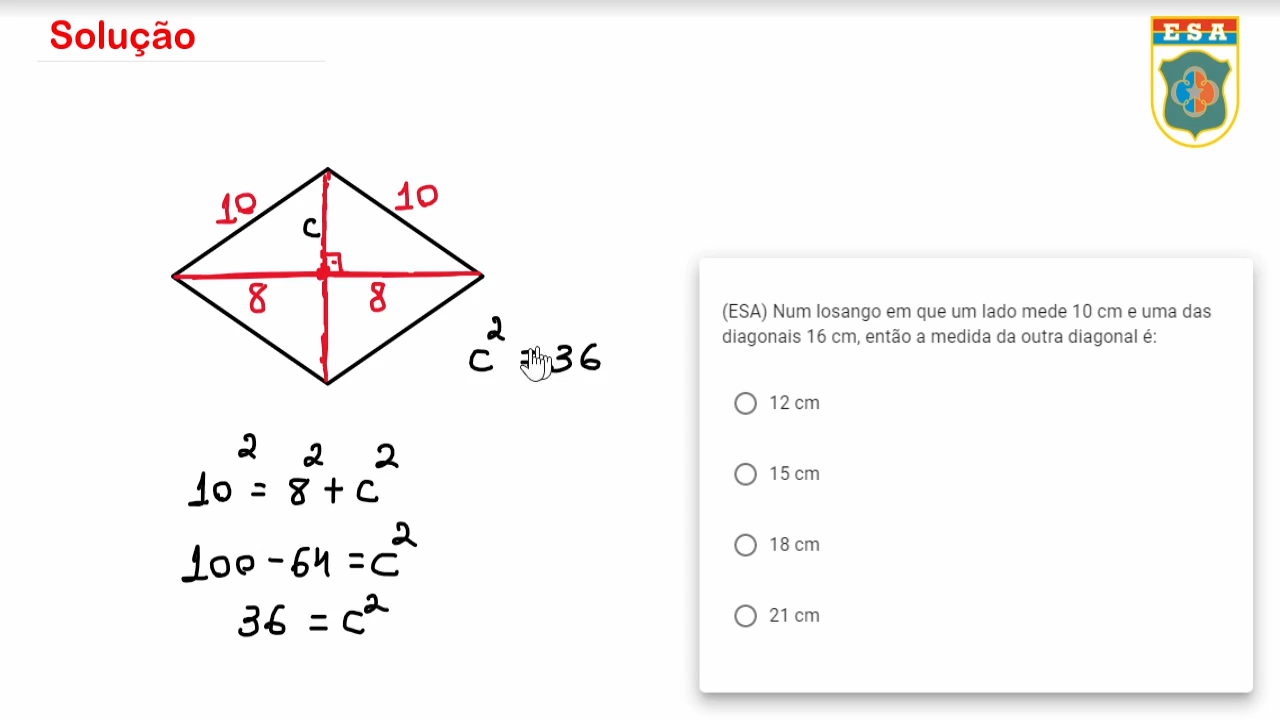 Solução
ESA
10
10
c
8
8
c² = 36
10² = 8² + c²
100 - 64 = c²
36 = c²
(ESA) Num losango em que um lado mede 10 cm e uma das
diagonais 16 cm, então a medida da outra diagonal é:
12 cm
15 cm
18 cm
21 cm